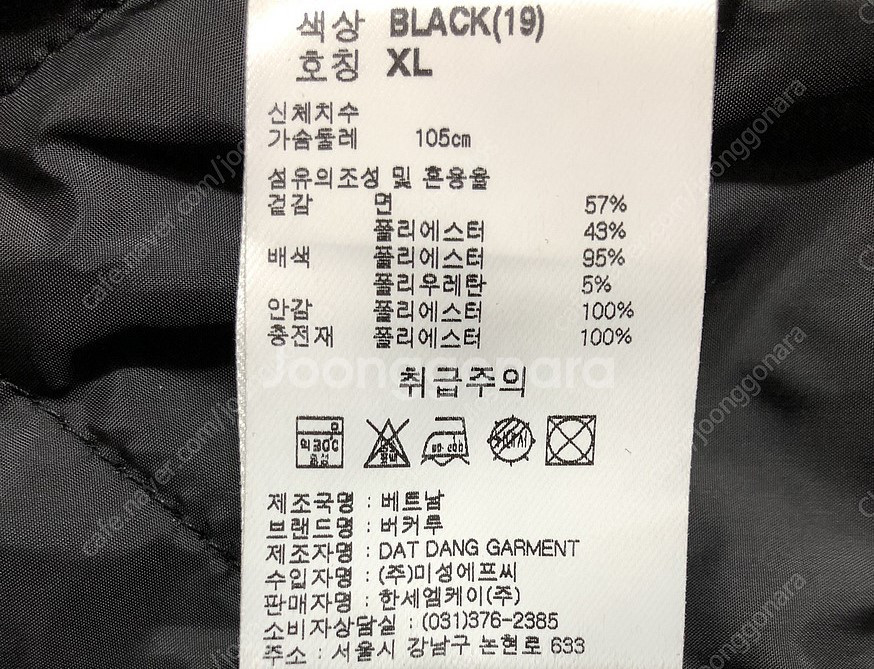 색상 BLACK(19)
호칭 XL
신체치수
가슴둘레 105cm
섬유의조성 및 혼용율
겉감 면 57%
폴리에스터 43%
배색 폴리에스터 95%
폴리우레탄 5%
안감 폴리에스터 100%
충전재 폴리에스터 100%
Joonggonara
취급주의
제조국명 : 베트남
브랜드명 : 버커루
제조자명 : DAT DANG GARMENT
수입자명 : (주)미성에프씨
판매자명 : 한세엠케이(주)
소비자상담실 : (031)376-2385
주소 : 서울시 강남구 논현로 633
cafe.naver.com/joonggonara